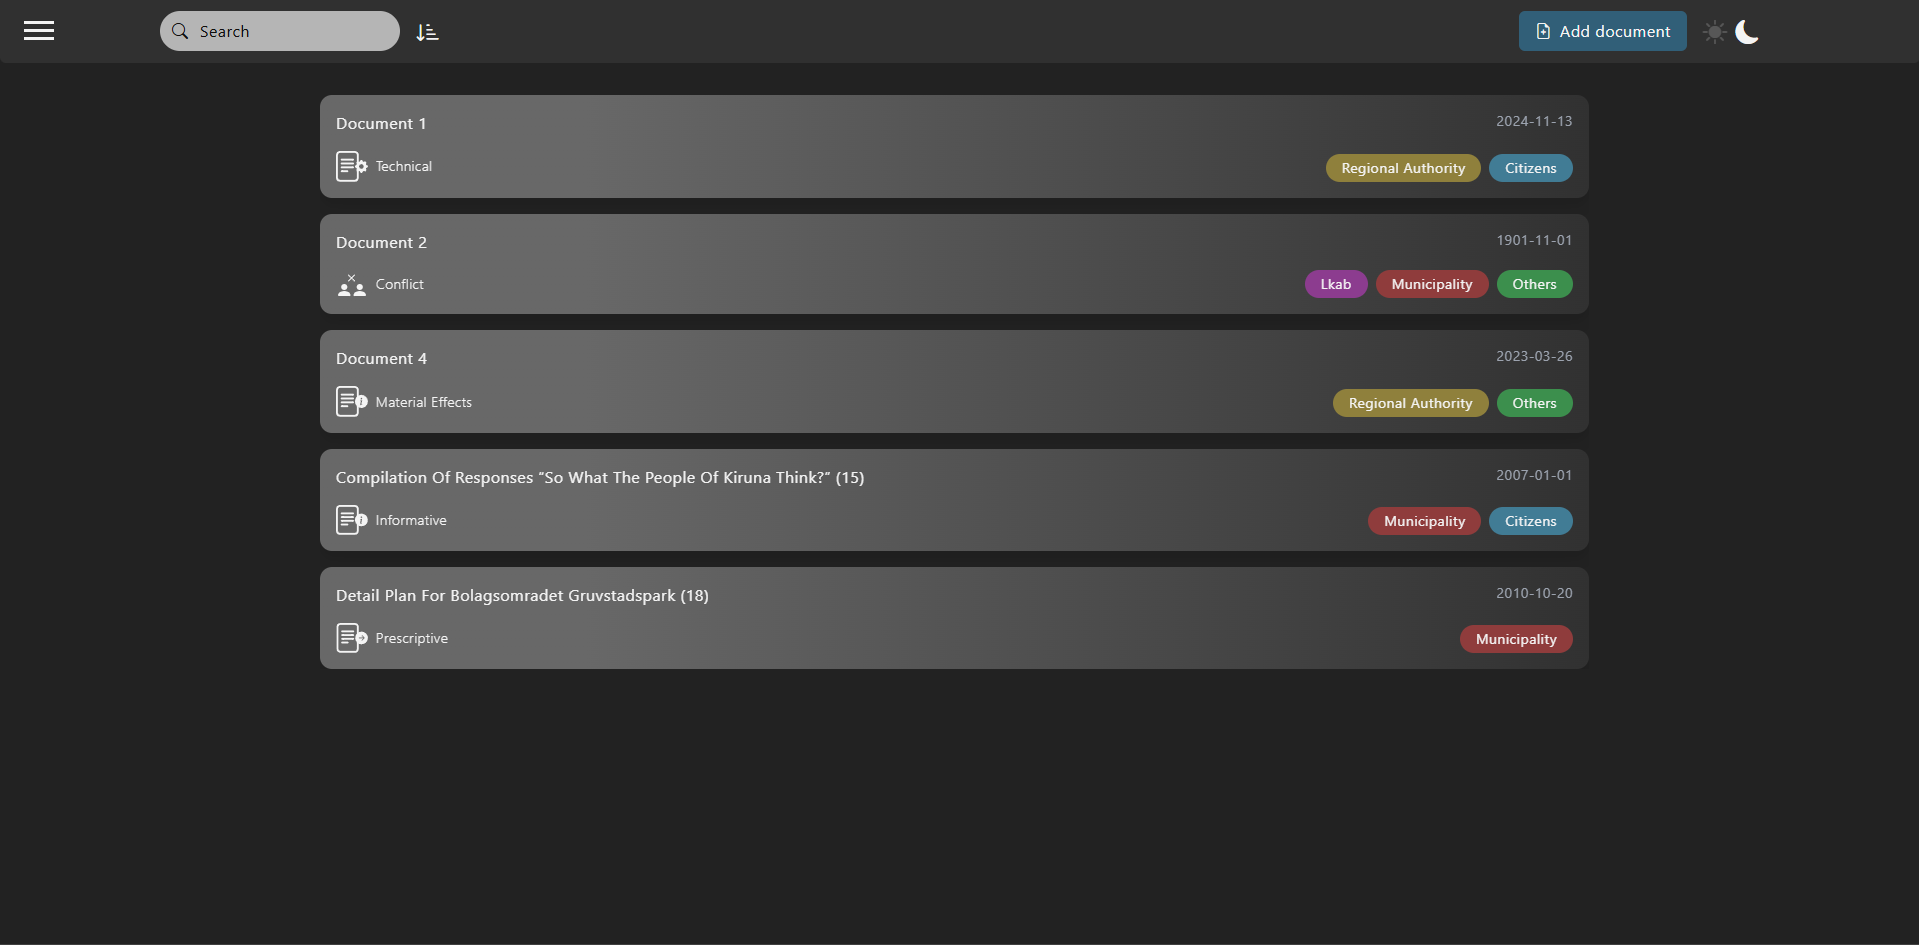 Search
Add document
Document 1
2024-11-13
Technical
Regional Authority
Citizens
Document 2
1901-11-01
Conflict
Lkab
Municipality
Others
Document 4
2023-03-26
Material Effects
Regional Authority
Others
Compilation Of Responses “So What The People Of Kiruna Think?” (15)
2007-01-01
Informative
Municipality
Citizens
Detail Plan For Bolagsomradet Gruvstadspark (18)
2010-10-20
Prescriptive
Municipality